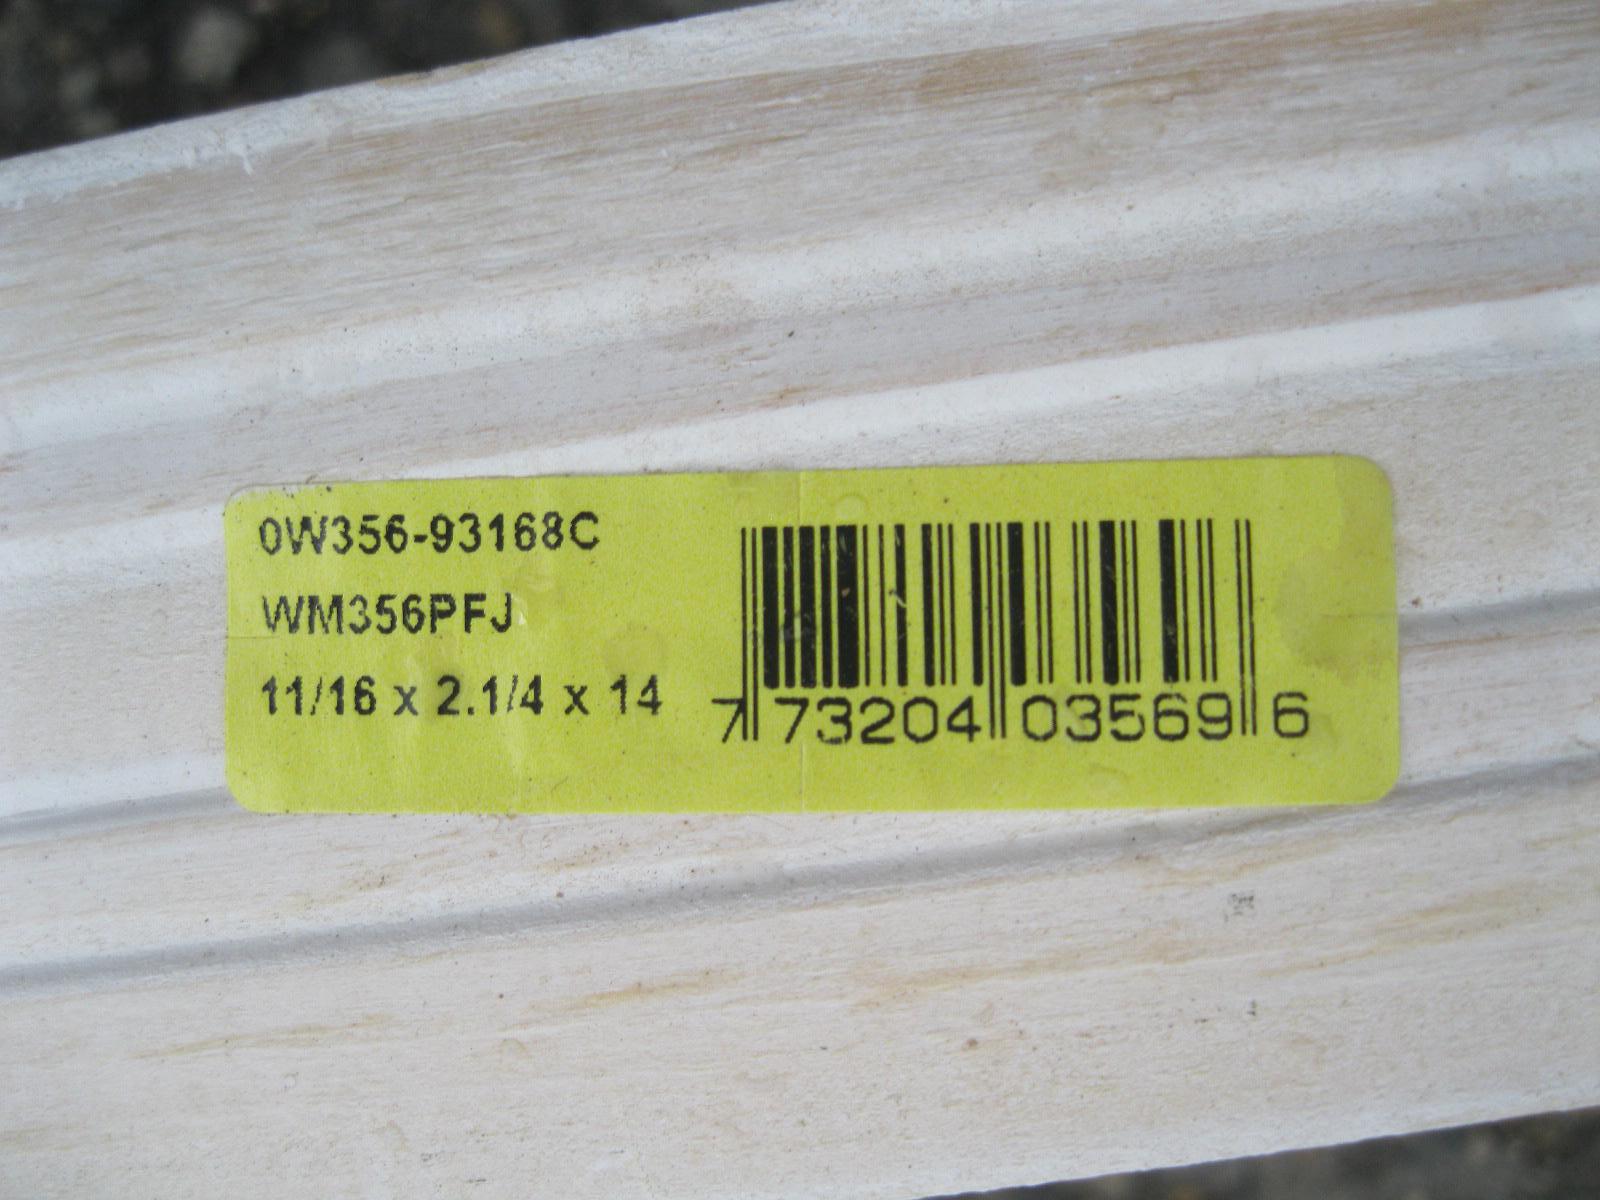 0W356-93168C
WM356PFJ
11/16 x 2.1/4 x 14
7 73204 03569 6